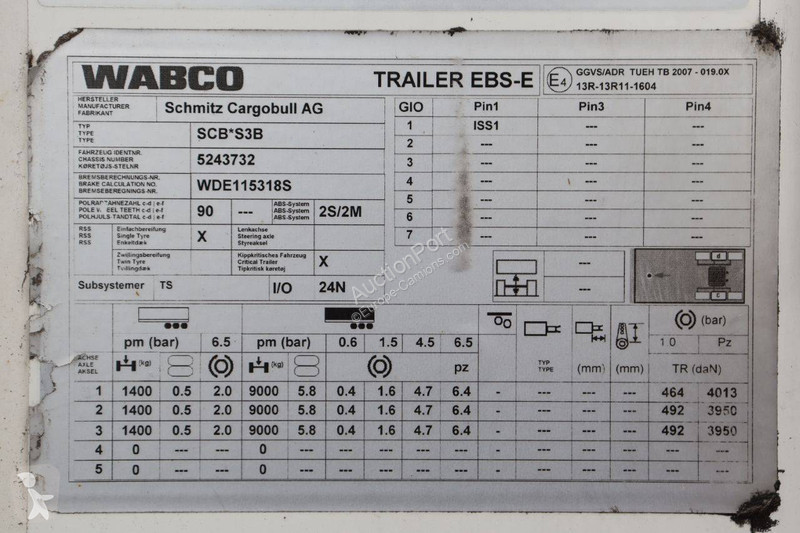 WABCO TRAILER EBS-E E4 GGVS/ADR TUEH TB 2007 - 019.0X
13R-13R11-1604
HERSTELLER
MANUFACTURER
FABRIKANT
Schmitz Cargobull AG
TYP
TYPE
TYPE
SCB*S3B
FAHRZEUG IDENTNR.
CHASSIS NUMBER
KØRETØJS-STELNR
5243732
BREMSBERECHNUNGS-NR.
BRAKE CALCULATION NO.
BREMSEBEREGNINGS-NR.
WDE115318S
POLRAD ZAHNEZAHL c-d | e-f
POLE EEL TEETH c-d | e-f
POLHJULS-TANDTAL c-d | e-f
90 ---
ABS-System
ABS-System
ABS-System
2S/2M
RSS Einfachbereifung
RSS Single Tyre
RSS Enkeltdæk
X
Lenkachse
Steering axle
Styreaksel
Zwillingsbereifung
Twin Tyre
Tvillingdæk
Kippkritisches Fahrzeug
Critical Trailer
Tipkritisk køretøj
X
Subsystemer TS I/O 24N
GIO Pin1 Pin3 Pin4
1 ISS1 --- ---
2 --- --- ---
3 --- --- ---
4 --- --- ---
5 --- --- ---
6 --- --- ---
7 --- --- ---
---
---
d
c
pm (bar) 6.5 pm (bar) 0.6 1.5 4.5 6.5 (bar)
1 0 Pz
ACHSE
AXLE
AKSEL
(kg) (kg) pz
TYP
TYPE
(mm) (mm) TR (daN)
1 1400 0.5 2.0 9000 5.8 0.4 1.6 4.7 6.4 - --- --- --- 464 4013
2 1400 0.5 2.0 9000 5.8 0.4 1.6 4.7 6.4 - --- --- --- 492 3950
3 1400 0.5 2.0 9000 5.8 0.4 1.6 4.7 6.4 - --- --- --- 492 3950
4 0 --- --- 0 --- --- --- --- --- - --- --- --- --- ---
5 0 --- --- 0 --- --- --- --- --- - --- --- --- --- ---
AuctionPort
©Europe-Camions.com